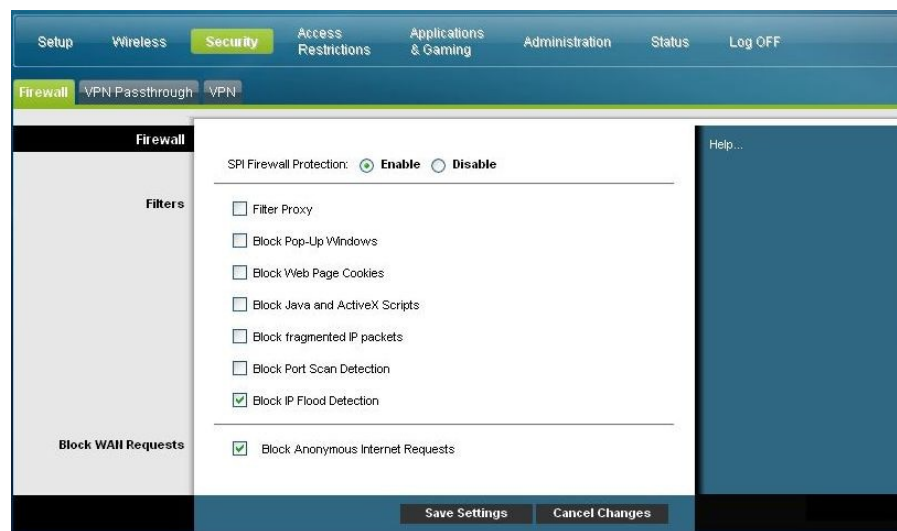 Setup Wireless Security Access Restrictions Applications & Gaming Administration Status Log OFF
Firewall VPN Passthrough VPN
Firewall
Help...
SPI Firewall Protection: Enable Disable
Filters
Filter Proxy
Block Pop-Up Windows
Block Web Page Cookies
Block Java and ActiveX Scripts
Block fragmented IP packets
Block Port Scan Detection
Block IP Flood Detection
Block WAN Requests
Block Anonymous Internet Requests
Save Settings Cancel Changes